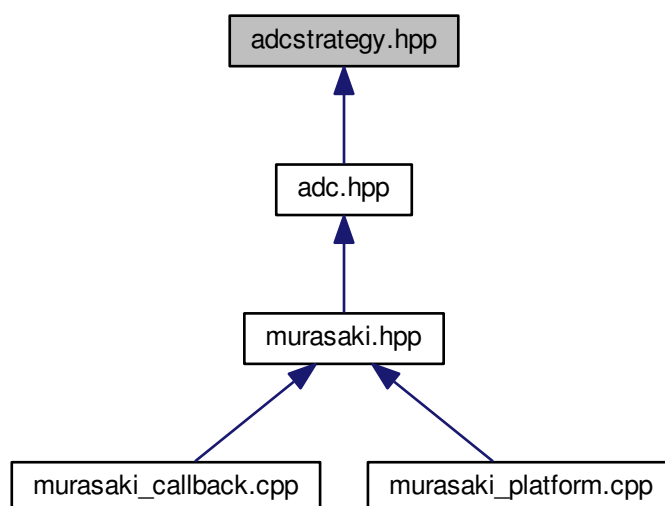 adcstrategy.hpp
adc.hpp
murasaki.hpp
murasaki_callback.cpp
murasaki_platform.cpp